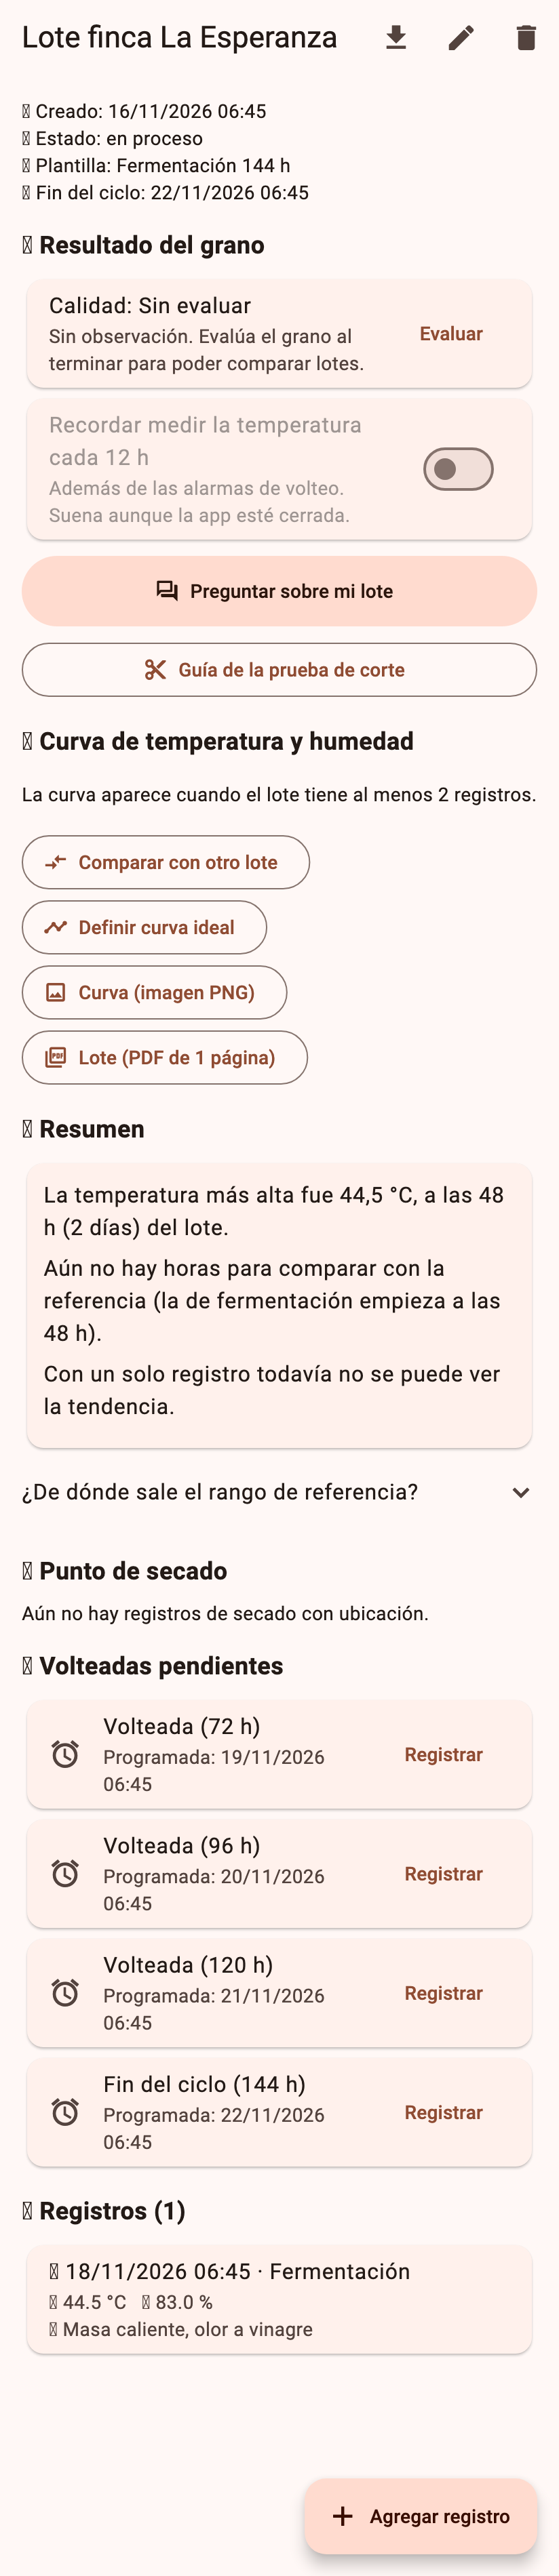 Lote finca La Esperanza
Creado: 16/11/2026 06:45
Estado: en proceso
Plantilla: Fermentación 144 h
Fin del ciclo: 22/11/2026 06:45
Resultado del grano
Calidad: Sin evaluar
Sin observación. Evalúa el grano al
terminar para poder comparar lotes.
Evaluar
Recordar medir la temperatura
cada 12 h
Además de las alarmas de volteo.
Suena aunque la app esté cerrada.
Preguntar sobre mi lote
Guía de la prueba de corte
Curva de temperatura y humedad
La curva aparece cuando el lote tiene al menos 2 registros.
Comparar con otro lote
Definir curva ideal
Curva (imagen PNG)
PDF Lote (PDF de 1 página)
Resumen
La temperatura más alta fue 44,5 °C, a las 48
h (2 días) del lote.
Aún no hay horas para comparar con la
referencia (la de fermentación empieza a las
48 h).
Con un solo registro todavía no se puede ver
la tendencia.
¿De dónde sale el rango de referencia?
Punto de secado
Aún no hay registros de secado con ubicación.
Volteadas pendientes
Volteada (72 h)
Programada: 19/11/2026
06:45
Registrar
Volteada (96 h)
Programada: 20/11/2026
06:45
Registrar
Volteada (120 h)
Programada: 21/11/2026
06:45
Registrar
Fin del ciclo (144 h)
Programada: 22/11/2026
06:45
Registrar
Registros (1)
18/11/2026 06:45 · Fermentación
44.5 °C 83.0 %
Masa caliente, olor a vinagre
Agregar registro